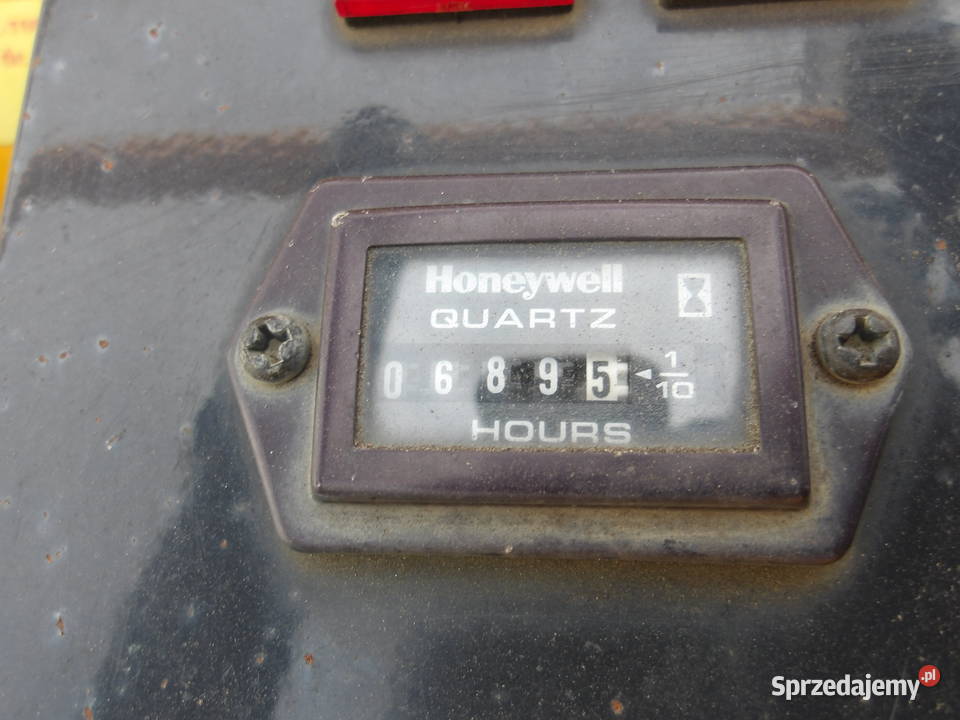 Honeywell
QUARTZ
0 6 8 9 5 ◄ 1/10
HOURS
Sprzedajemy.pl